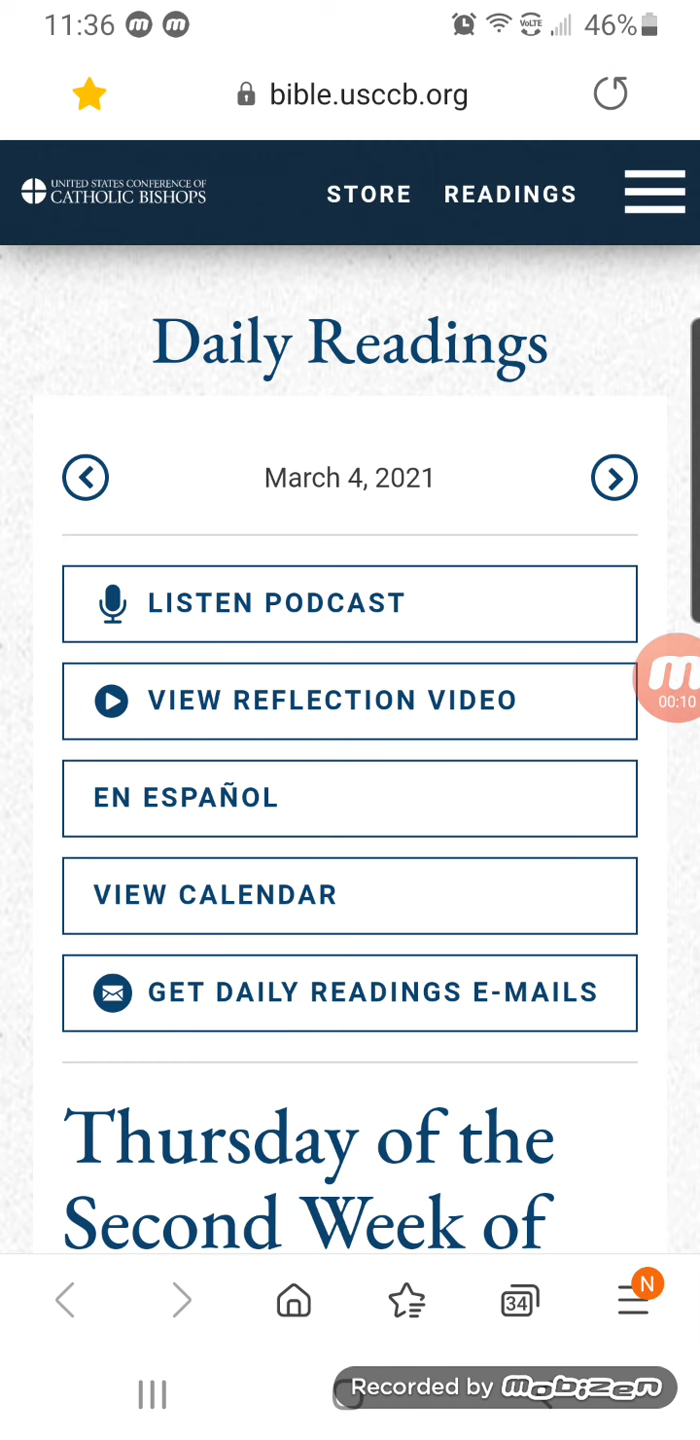 11:36
VoLTE
46%
bible.usccb.org
UNITED STATES CONFERENCE OF
CATHOLIC BISHOPS
STORE
READINGS
Daily Readings
March 4, 2021
LISTEN PODCAST
m
00:10
VIEW REFLECTION VIDEO
EN ESPAÑOL
VIEW CALENDAR
GET DAILY READINGS E-MAILS
Thursday of the
Second Week of
34
N
Recorded by mobizen